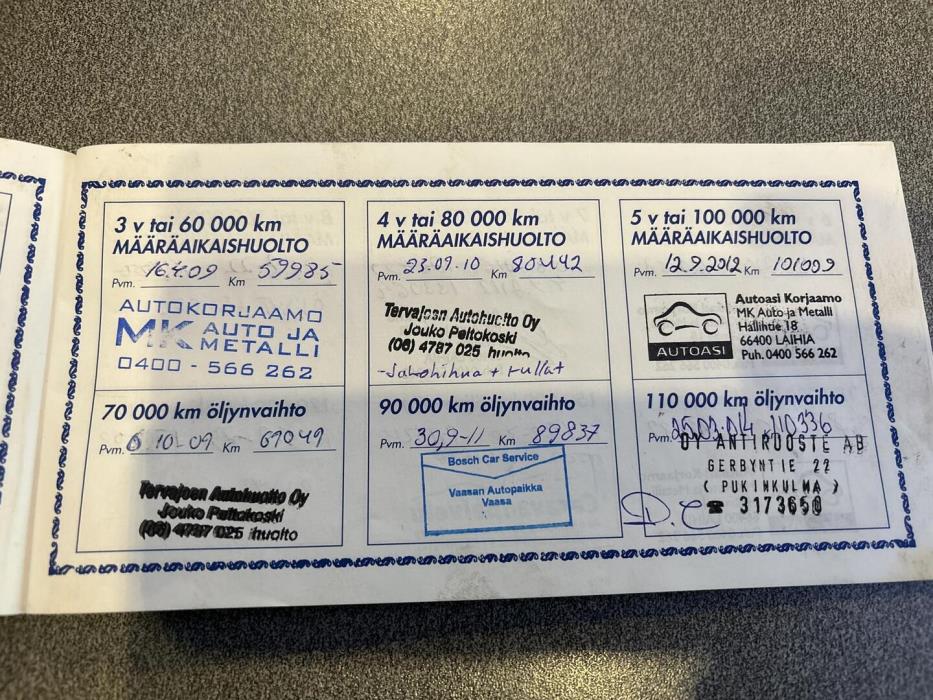 3 v tai 60 000 km
MÄÄRÄAIKAISHUOLTO
Pvm. 16.4.09 Km 59985
AUTOKORJAAMO
MK AUTO JA
METALLI
0400 - 566 262
4 v tai 80 000 km
MÄÄRÄAIKAISHUOLTO
Pvm. 23.09.10 Km 80442
Tervajoen Autohuolto Oy
Jouko Peltokoski
(06) 4787 025 huolto
-Jakohihna + rullat
5 v tai 100 000 km
MÄÄRÄAIKAISHUOLTO
Pvm. 12.9.2012 Km 101099
AUTOASI
Autoasi Korjaamo
MK Auto ja Metalli
Hallihtie 18
66400 LAIHIA
Puh. 0400 566 262
70 000 km öljynvaihto
Pvm. 6 10-09 Km 69049
Tervajoen Autohuolto Oy
Jouko Peltokoski
(06) 4787 025 huolto
90 000 km öljynvaihto
Pvm. 30,9-11 Km 89837
Bosch Car Service
Vaasan Autopaikka
Vaasa
110 000 km öljynvaihto
Pvm. 110336
OY ANTIRUOSTE AB
GERBYNTIE 22
( PUKINKULMA )
☎ 3173650